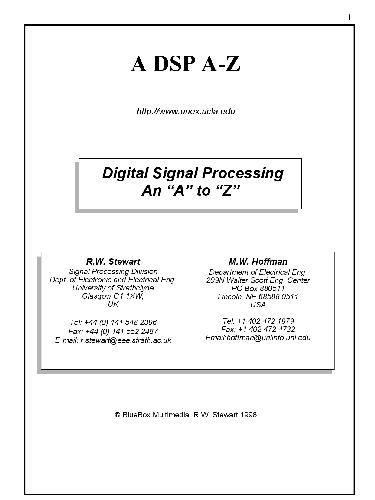 1
A DSP A-Z
http://www.unex.ucla.edu
Digital Signal Processing
An “A” to “Z”
R.W. Stewart
Signal Processing Division
Dept. of Electronic and Electrical Eng.
University of Strathclyde
Glasgow G1 1XW,
UK
Tel: +44 (0) 141 548 2396
Fax: +44 (0) 141 552 2487
E-mail: r.stewart@eee.strath.ac.uk
M.W. Hoffman
Department of Electrical Eng.
209N Walter Scott Eng. Center
PO Box 880511
Lincoln, NE 68588 0511
USA
Tel: +1 402 472 1979
Fax: +1 402 472 4732
Email:hoffman@unlinfo.unl.edu
© BlueBox Multimedia, R.W. Stewart 1998